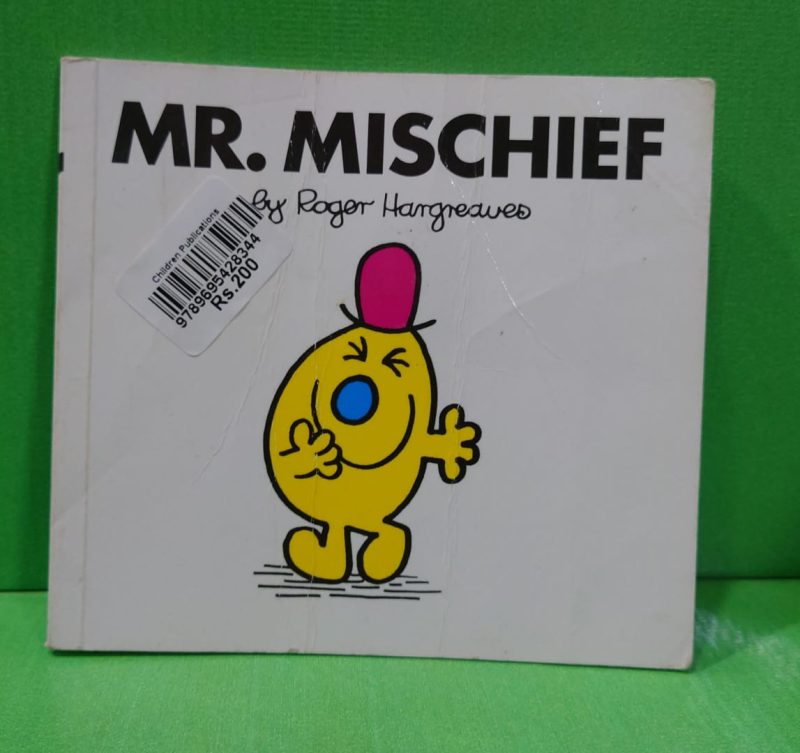 MR. MISCHIEF
by Roger Hargreaves
Children Publications
9789695428344
Rs.200